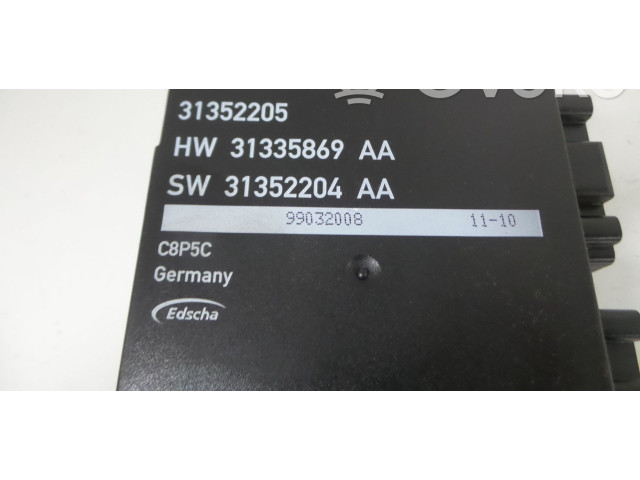 31352205
HW 31335869 AA
SW 31352204 AA
99032008 11-10
C8P5C
Germany
Edscha